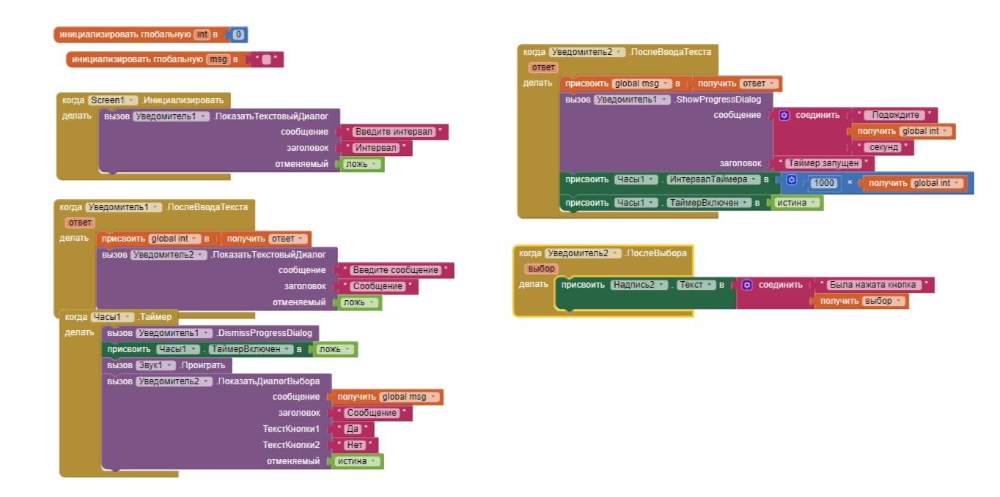 инициализировать глобальную int в 0
инициализировать глобальную msg в " "
когда Screen1 .Инициализировать
делать вызов Уведомитель1 .ПоказатьТекстовыйДиалог
сообщение " Введите интервал "
заголовок " Интервал "
отменяемый ложь
когда Уведомитель1 .ПослеВводаТекста
ответ
делать присвоить global int в получить ответ
вызов Уведомитель2 .ПоказатьТекстовыйДиалог
сообщение " Введите сообщение "
заголовок " Сообщение "
отменяемый ложь
когда Часы1 .Таймер
делать вызов Уведомитель1 .DismissProgressDialog
присвоить Часы1 . ТаймерВключен в ложь
вызов Звук1 .Проиграть
вызов Уведомитель2 .ПоказатьДиалогВыбора
сообщение получить global msg
заголовок " Сообщение "
ТекстКнопки1 " Да "
ТекстКнопки2 " Нет "
отменяемый истина
когда Уведомитель2 .ПослеВводаТекста
ответ
делать присвоить global msg в получить ответ
вызов Уведомитель1 .ShowProgressDialog
сообщение соединить " Подождите "
получить global int
" секунд "
заголовок " Таймер запущен "
присвоить Часы1 . ИнтервалТаймера в 1000 × получить global int
присвоить Часы1 . ТаймерВключен в истина
когда Уведомитель2 .ПослеВыбора
выбор
делать присвоить Надпись2 . Текст в соединить " Была нажата кнопка "
получить выбор